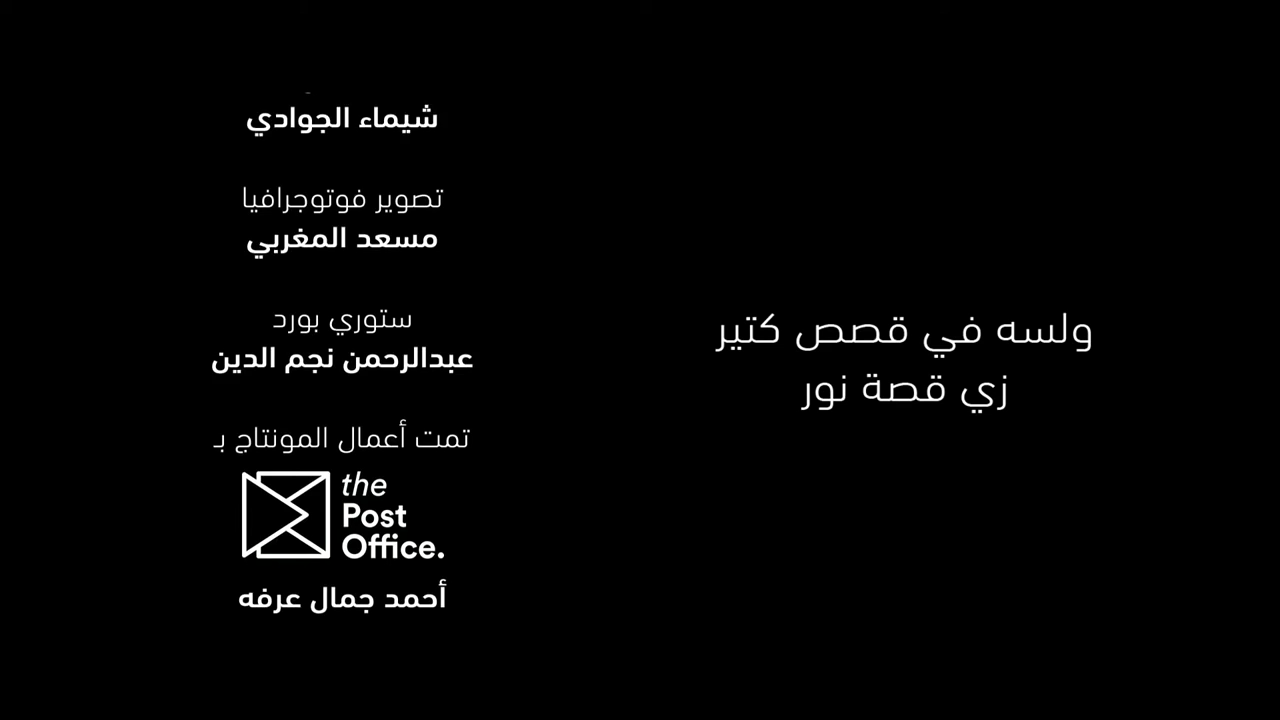 شيماء الجوادي
تصوير فوتوجرافيا
مسعد المغربي
ستوري بورد
عبدالرحمن نجم الدين
تمت أعمال المونتاج بـ
the
Post
Office.
أحمد جمال عرفه
ولسه في قصص كتير
زي قصة نور